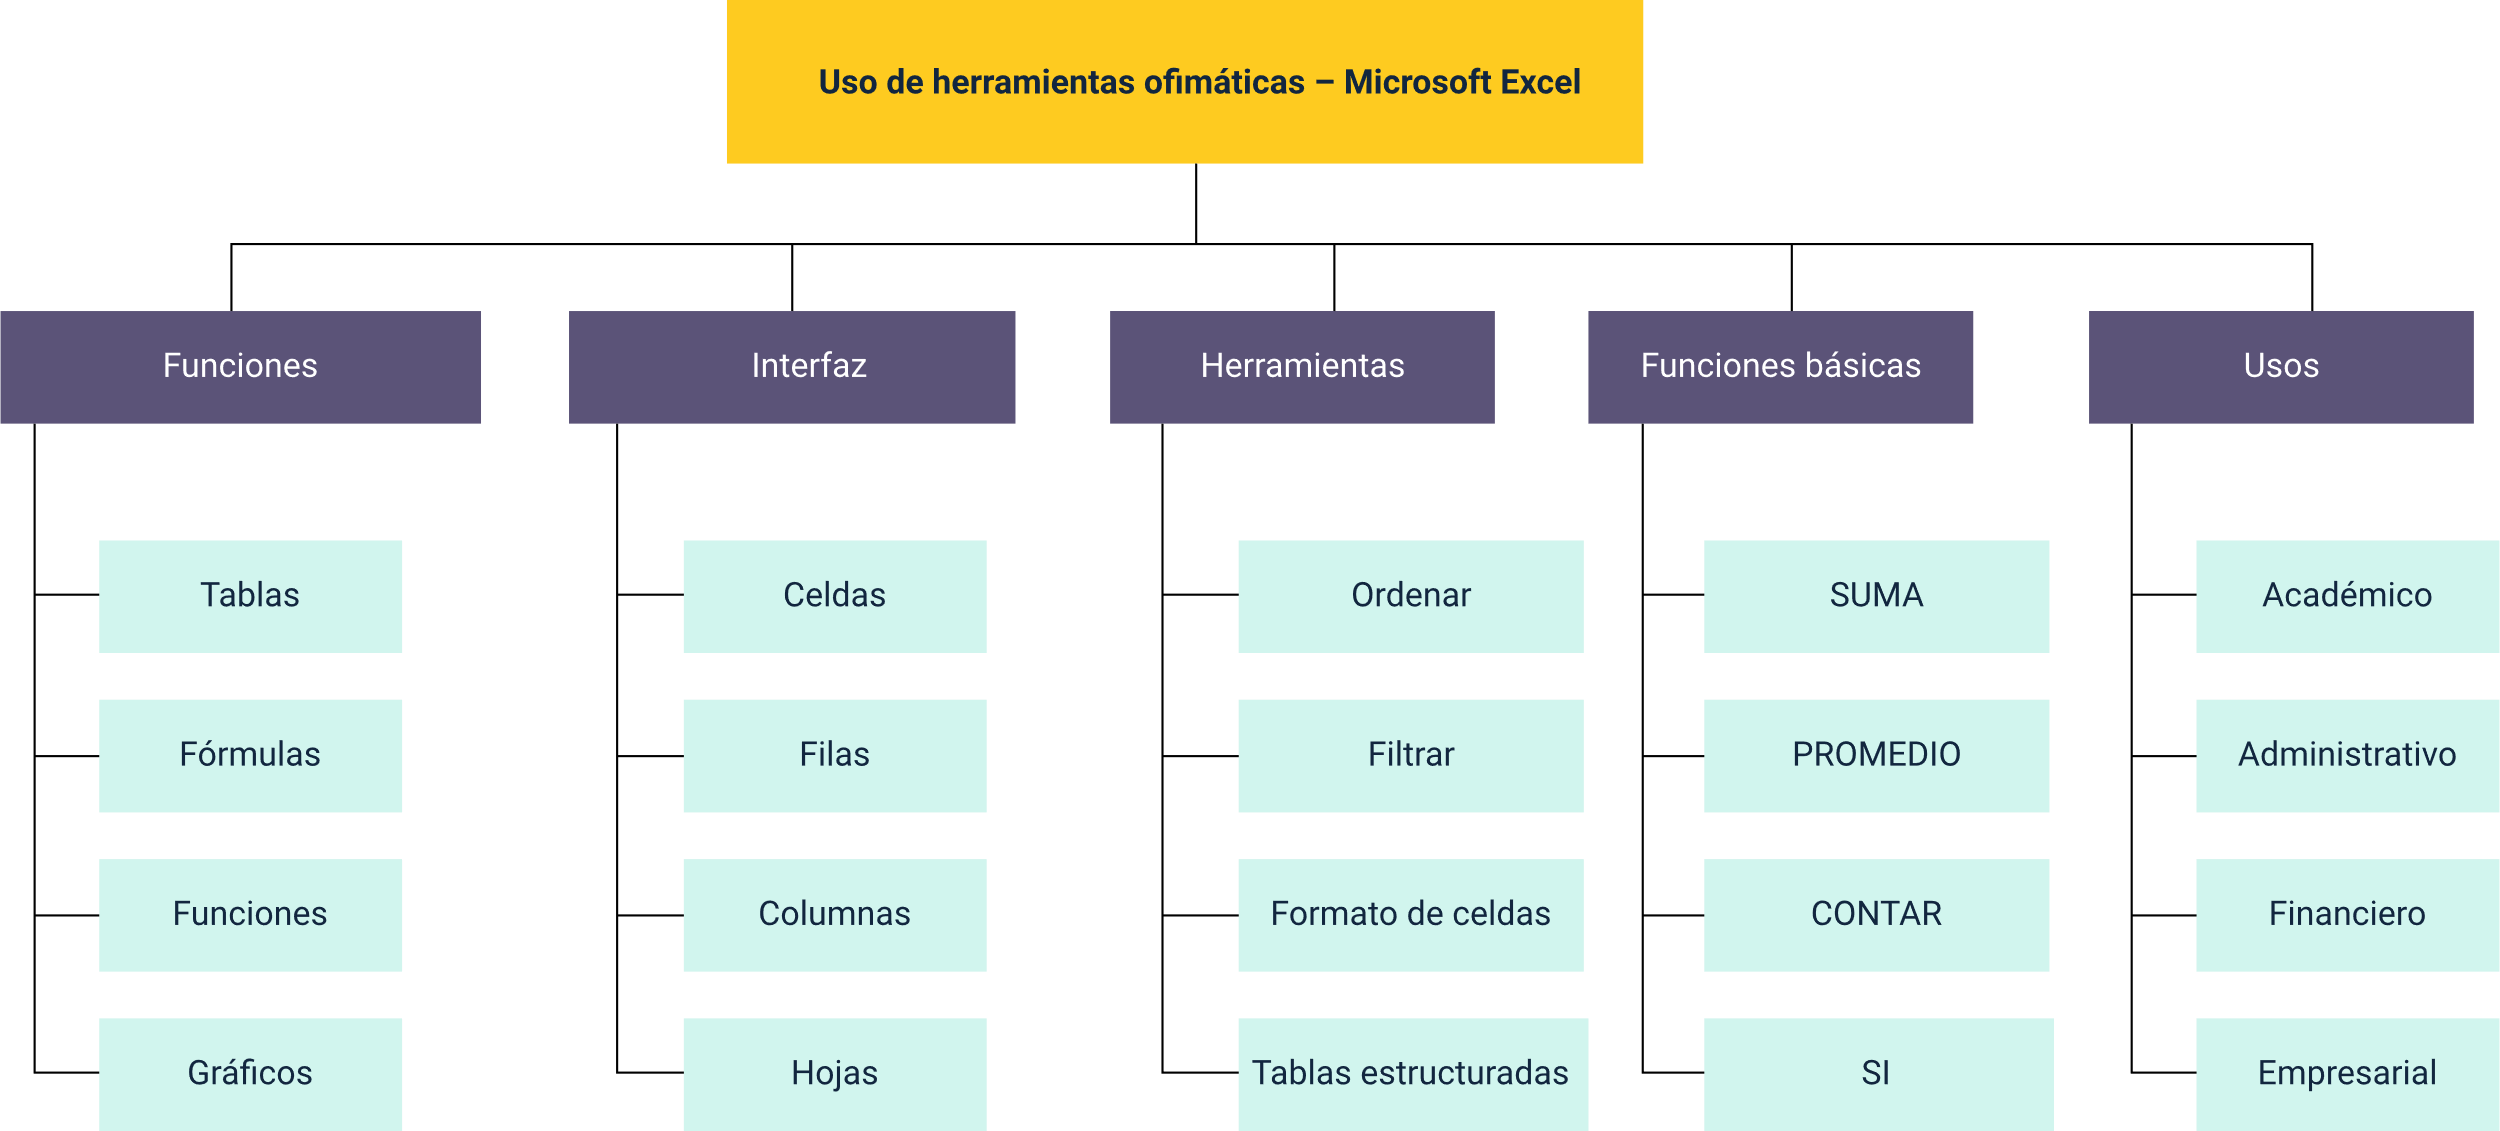 Uso de herramientas ofimáticas – Microsoft Excel
Funciones
Interfaz
Herramientas
Funciones básicas
Usos
Tablas
Celdas
Ordenar
SUMA
Académico
Fórmulas
Filas
Filtrar
PROMEDIO
Administrativo
Funciones
Columnas
Formato de celdas
CONTAR
Financiero
Gráficos
Hojas
Tablas estructuradas
SI
Empresarial